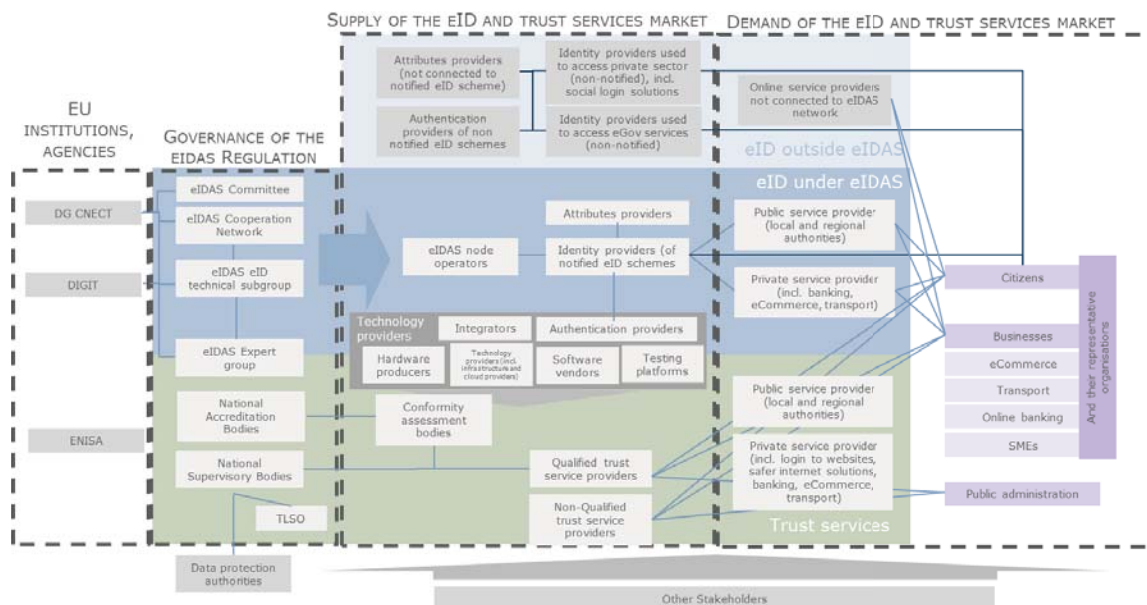 SUPPLY OF THE EID AND TRUST SERVICES MARKET
DEMAND OF THE EID AND TRUST SERVICES MARKET
EU
INSTITUTIONS,
AGENCIES
GOVERNANCE OF THE
EIDAS REGULATION
Attributes providers
(not connected to
notified eID scheme)
Identity providers used
to access private sector
(non-notified), incl.
social login solutions
Authentication
providers of non
notified eID schemes
Identity providers used
to access eGov services
(non-notified)
Online service providers
not connected to eIDAS
network
eID outside eIDAS
eID under eIDAS
DG CNECT
DIGIT
ENISA
eIDAS Committee
eIDAS Cooperation
Network
eIDAS eID
technical subgroup
eIDAS Expert
group
National
Accreditation
Bodies
National
Supervisory Bodies
TLSO
Data protection
authorities
Attributes providers
eIDAS node
operators
Identity providers (of
notified eID schemes
Technology
providers
Integrators
Authentication providers
Hardware
producers
Technology
providers (incl.
infrastructure and
cloud providers)
Software
vendors
Testing
platforms
Conformity
assessment
bodies
Qualified trust
service providers
Non-Qualified
trust service
providers
Public service provider
(local and regional
authorities)
Private service provider
(incl. banking,
eCommerce,
transport)
Public service provider
(local and regional
authorities)
Private service provider
(incl. login to websites,
safer internet solutions,
banking, eCommerce,
transport)
Trust services
Citizens
Businesses
eCommerce
Transport
Online banking
SMEs
Public administration
And their representative
organisations
Other Stakeholders